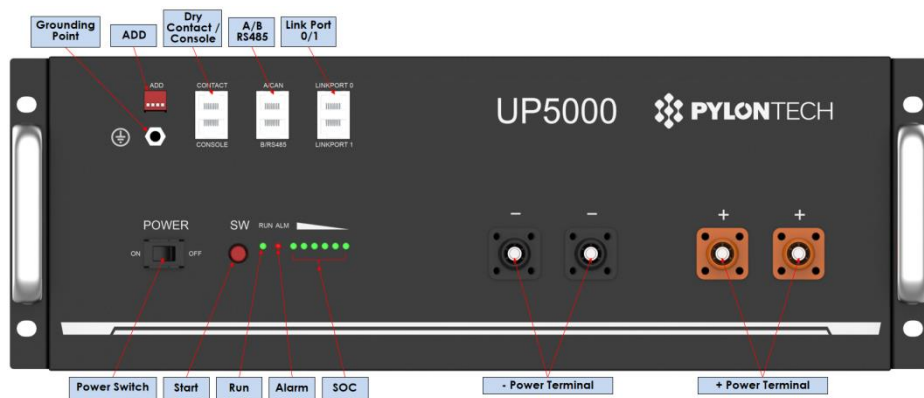 Grounding
Point
ADD
Dry
Contact /
Console
A/B
RS485
Link Port
0/1
ADD
CONTACT
A/CAN
LINKPORT 0
CONSOLE
B/RS485
LINKPORT 1
UP5000
PYLONTECH
POWER
SW
RUN ALM
ON
OFF
− − + +
Power Switch
Start
Run
Alarm
SOC
- Power Terminal
+ Power Terminal